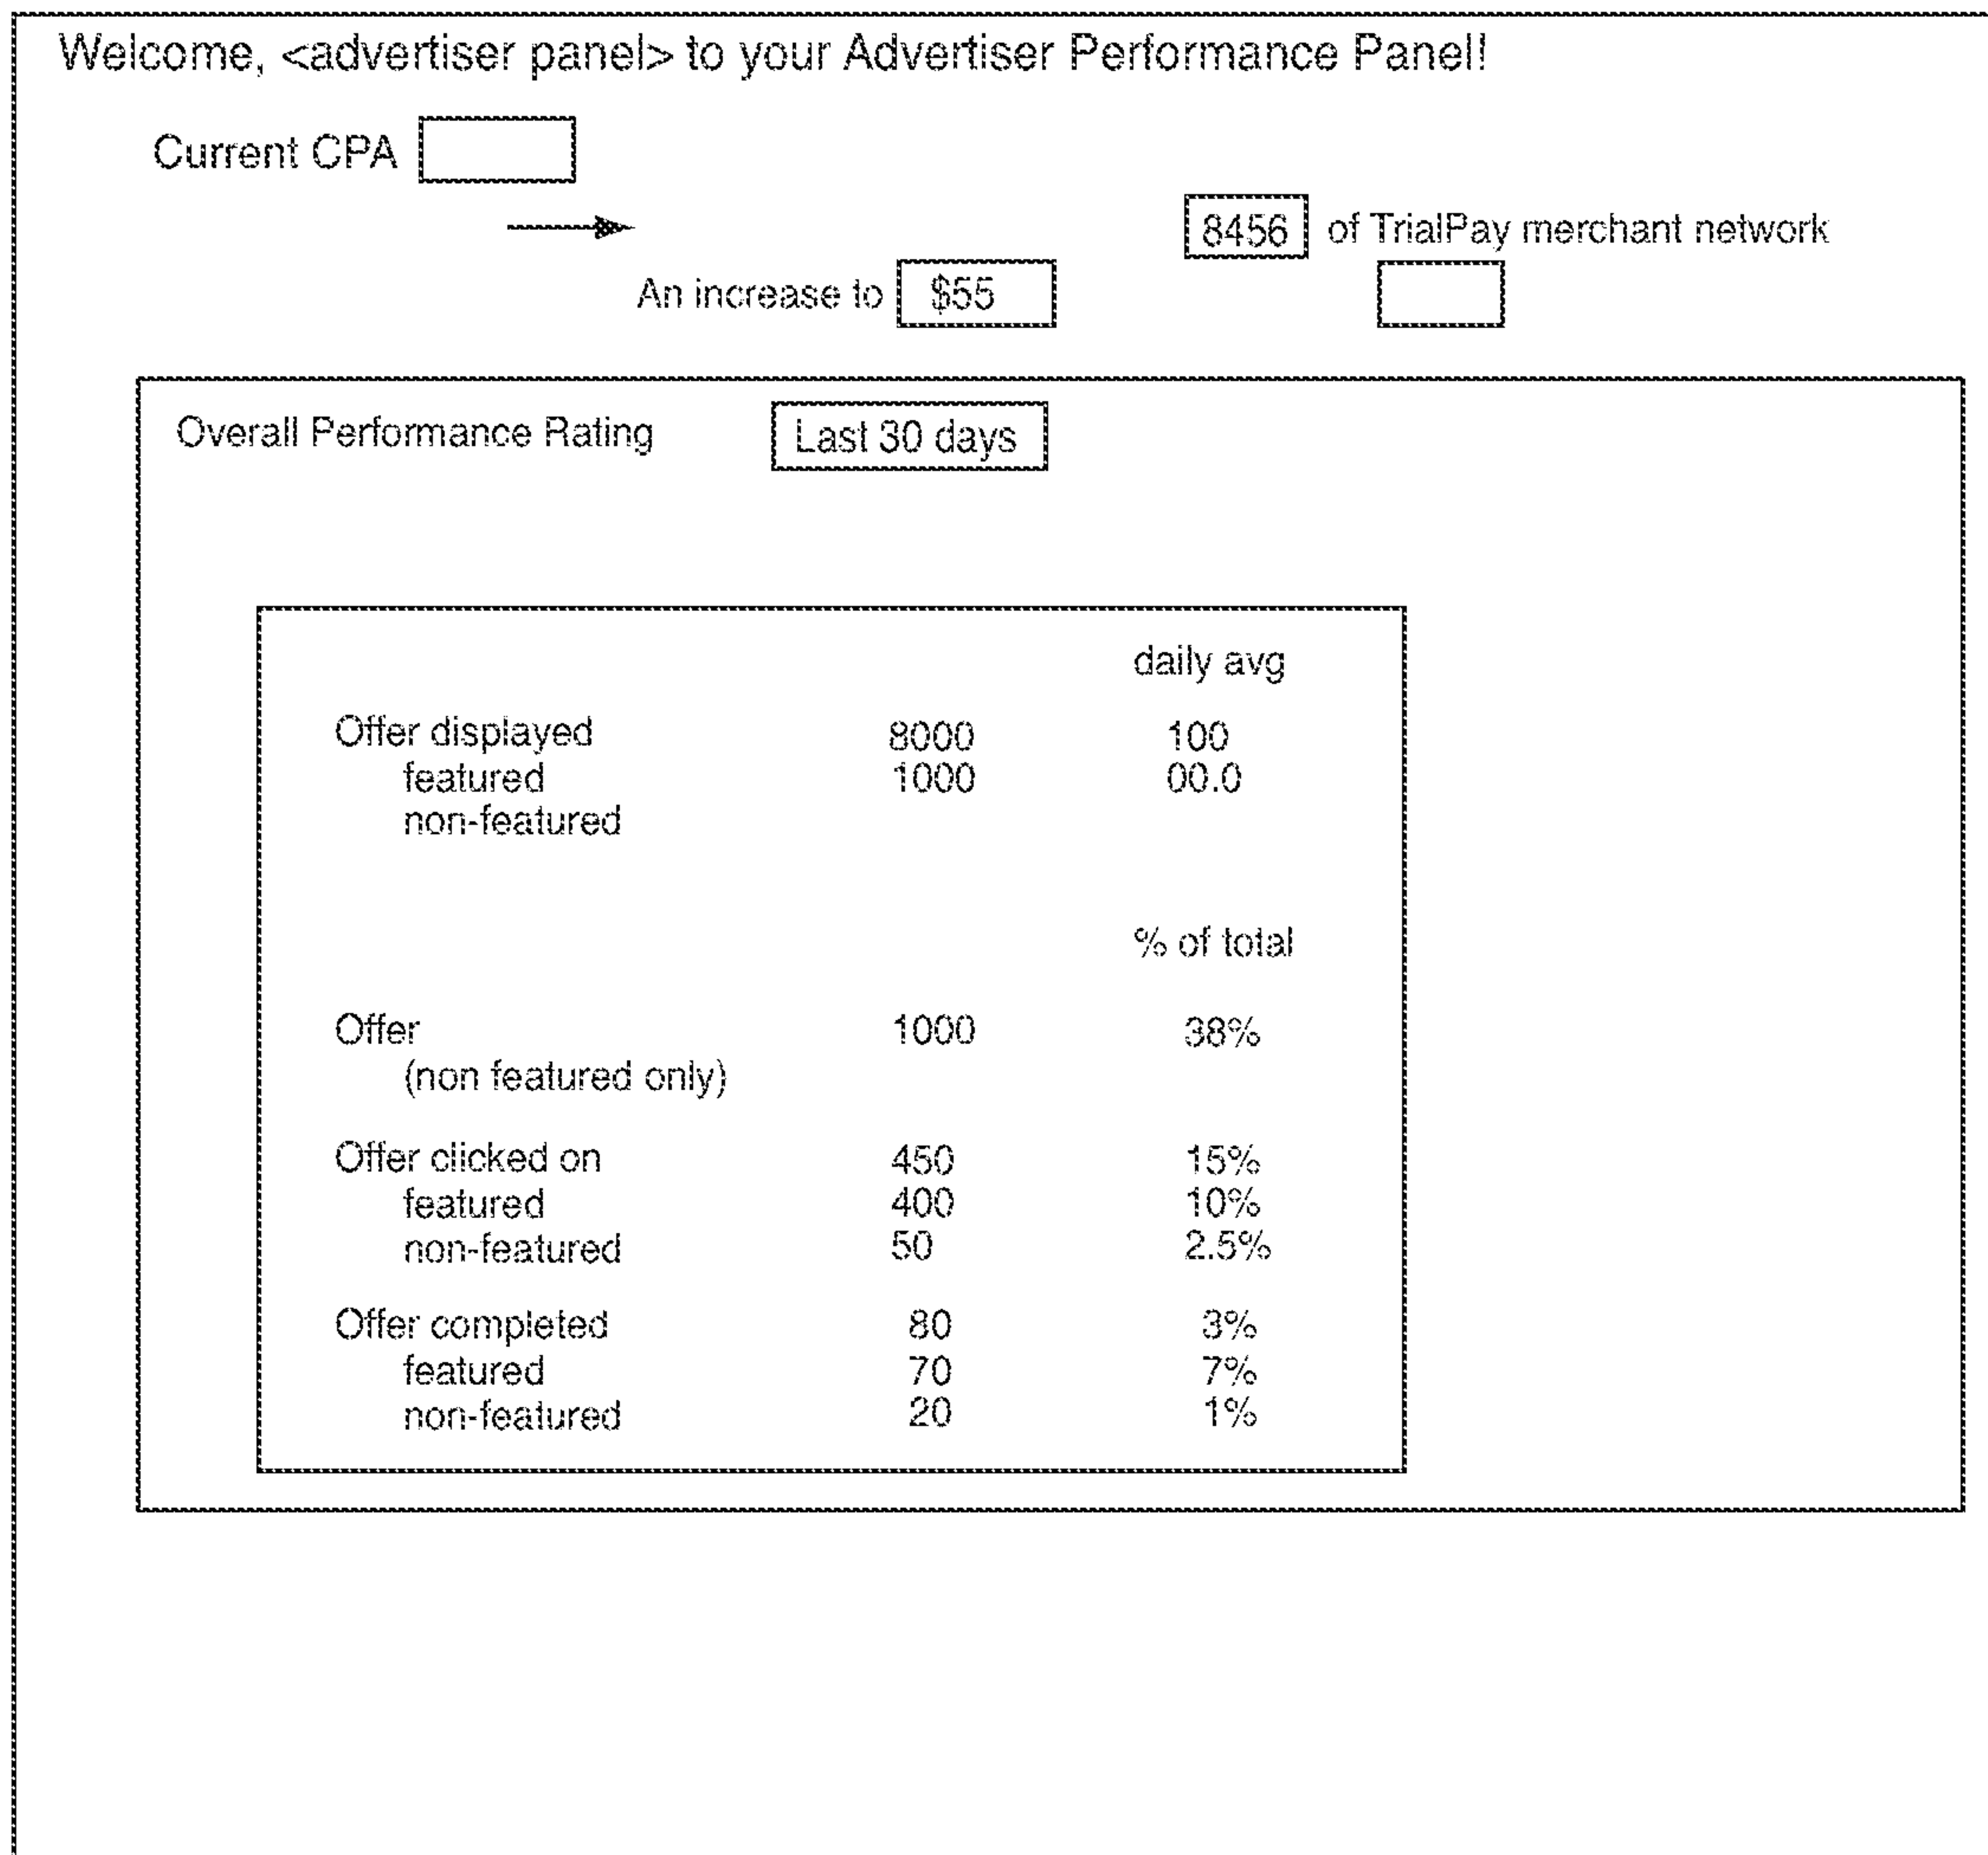 Welcome, <advertiser panel> to your Advertiser Performance Panel!
Current CPA
8456 of TrialPay merchant network
An increase to $55
Overall Performance Rating Last 30 days
daily avg
Offer displayed 8000 100
featured 1000 00.0
non-featured
% of total
Offer 1000 38%
(non featured only)
Offer clicked on 450 15%
featured 400 10%
non-featured 50 2.5%
Offer completed 80 3%
featured 70 7%
non-featured 20 1%